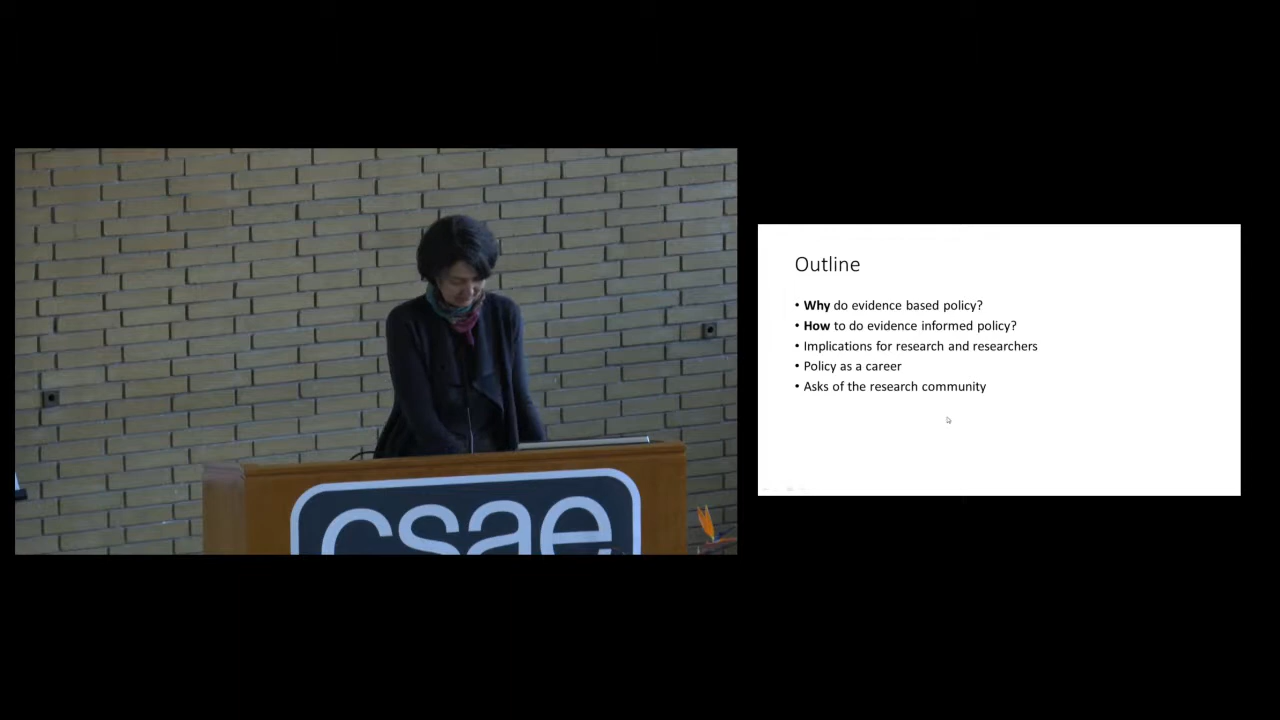 csae
Outline
• Why do evidence based policy?
• How to do evidence informed policy?
• Implications for research and researchers
• Policy as a career
• Asks of the research community